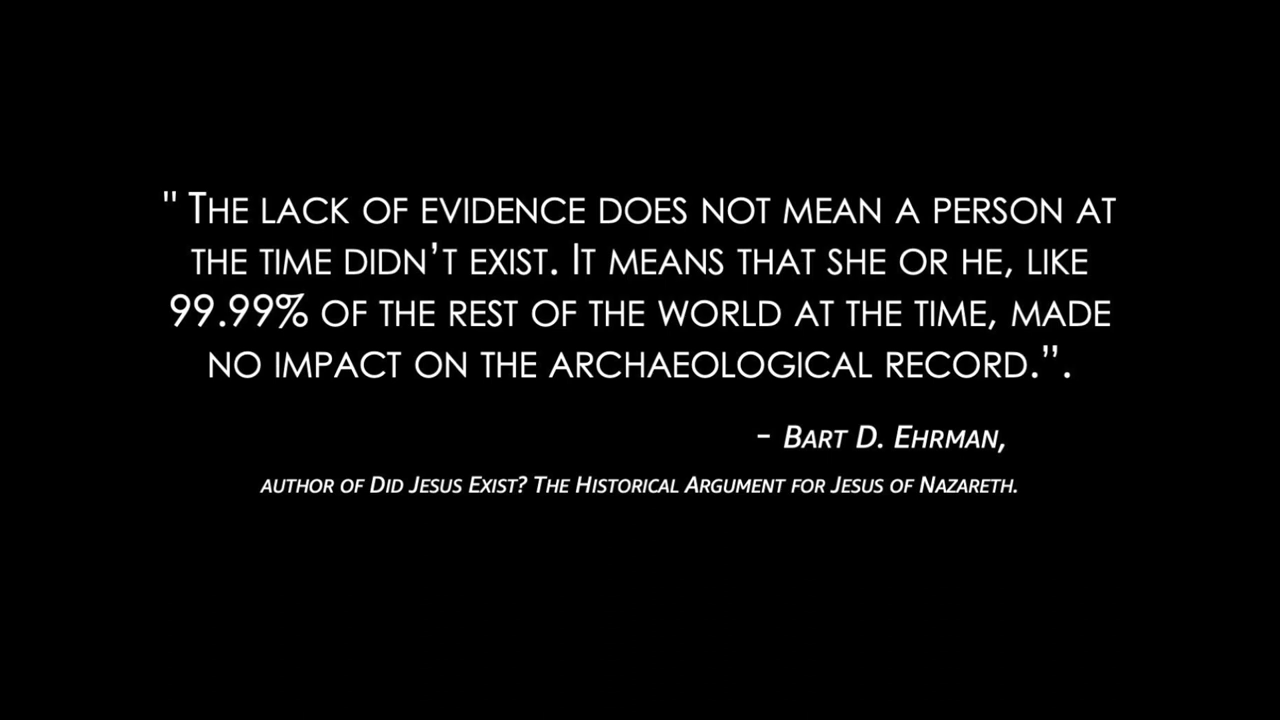 " The lack of evidence does not mean a person at
the time didn’t exist. It means that she or he, like
99.99% of the rest of the world at the time, made
no impact on the archaeological record.”.
- Bart D. Ehrman,
author of Did Jesus Exist? The Historical Argument for Jesus of Nazareth.